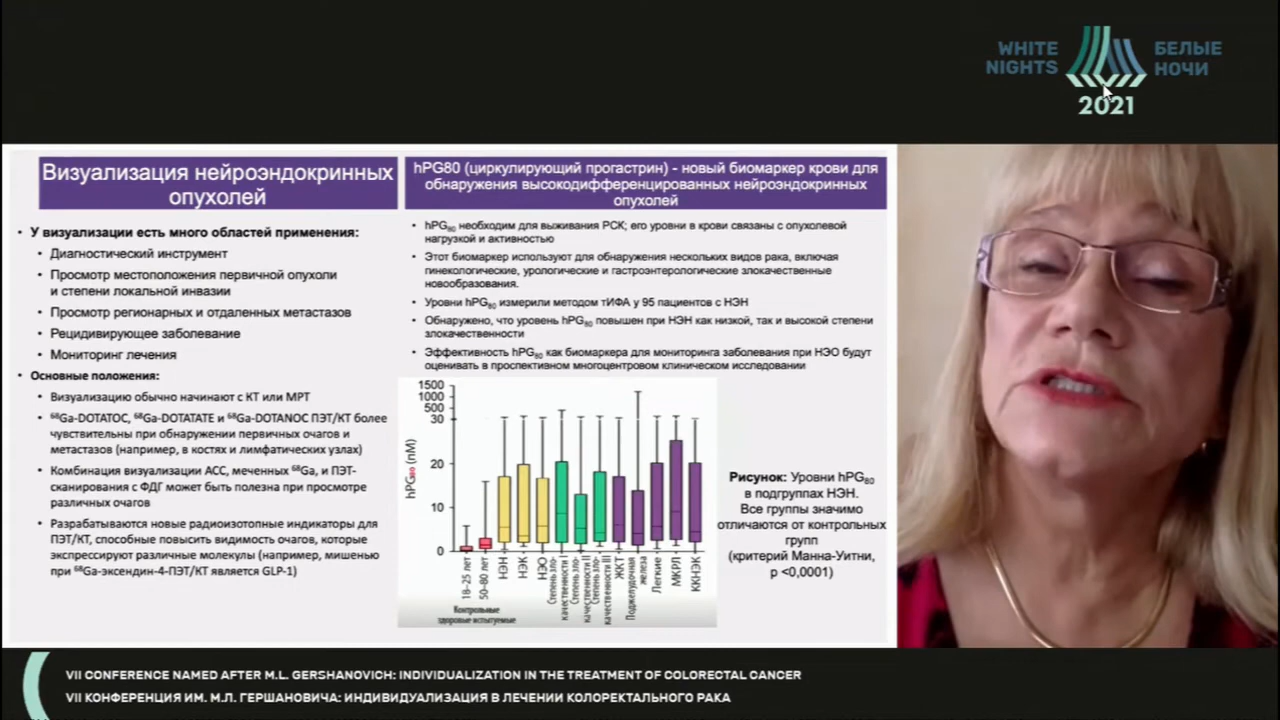 WHITE
NIGHTS
БЕЛЫЕ
НОЧИ
2021
Визуализация нейроэндокринных
опухолей
• У визуализации есть много областей применения:
• Диагностический инструмент
• Просмотр местоположения первичной опухоли
и степени локальной инвазии
• Просмотр регионарных и отдаленных метастазов
• Рецидивирующее заболевание
• Мониторинг лечения
• Основные положения:
• Визуализацию обычно начинают с КТ или МРТ
• ⁶⁸Ga-DOTATOC, ⁶⁸Ga-DOTATATE и ⁶⁸Ga-DOTANOC ПЭТ/КТ более
чувствительны при обнаружении первичных очагов и
метастазов (например, в костях и лимфатических узлах)
• Комбинация визуализации АСС, меченных ⁶⁸Ga, и ПЭТ-
сканирования с ФДГ может быть полезна при просмотре
различных очагов
• Разрабатываются новые радиоизотопные индикаторы для
ПЭТ/КТ, способные повысить видимость очагов, которые
экспрессируют различные молекулы (например, мишенью
при ⁶⁸Ga-эксендин-4-ПЭТ/КТ является GLP-1)
hPG80 (циркулирующий прогастрин) - новый биомаркер крови для
обнаружения высокодифференцированных нейроэндокринных
опухолей
• hPG₈₀ необходим для выживания РСК; его уровни в крови связаны с опухолевой
нагрузкой и активностью
• Этот биомаркер используют для обнаружения нескольких видов рака, включая
гинекологические, урологические и гастроэнтерологические злокачественные
новообразования.
• Уровни hPG₈₀ измерили методом тИФА у 95 пациентов с НЭН
• Обнаружено, что уровень hPG₈₀ повышен при НЭН как низкой, так и высокой степени
злокачественности
• Эффективность hPG₈₀ как биомаркера для мониторинга заболевания при НЭО будут
оценивать в проспективном многоцентровом клиническом исследовании
hPG₈₀ (nM)
1500
1000
500
30
20
10
0
18–25 лет
50–80 лет
НЭН
НЭК
НЭО
Степень зло-
качественности I
Степень зло-
качественности II
Степень зло-
качественности III
ЖКТ
Поджелудочная
железа
Легкие
МКРЛ
ККНЭК
Контрольные
здоровые испытуемые
Рисунок: Уровни hPG₈₀
в подгруппах НЭН.
Все группы значимо
отличаются от контрольных
групп
(критерий Манна-Уитни,
p <0,0001)
VII CONFERENCE NAMED AFTER M.L. GERSHANOVICH: INDIVIDUALIZATION IN THE TREATMENT OF COLORECTAL CANCER
VII КОНФЕРЕНЦИЯ ИМ. М.Л. ГЕРШАНОВИЧА: ИНДИВИДУАЛИЗАЦИЯ В ЛЕЧЕНИИ КОЛОРЕКТАЛЬНОГО РАКА